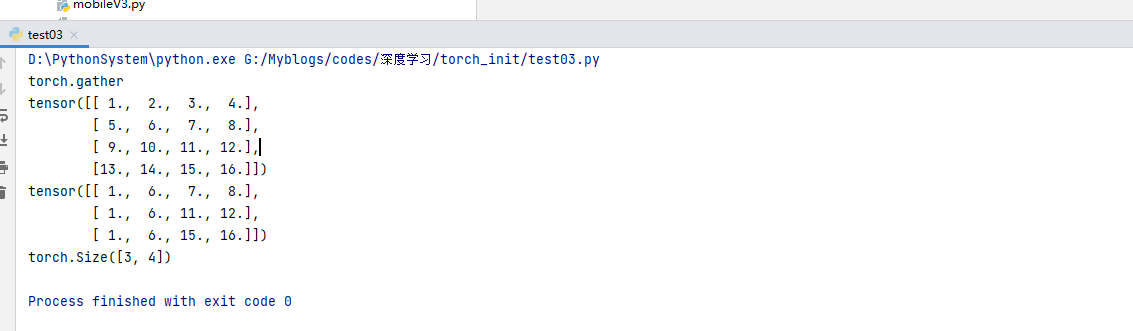 mobileV3.py
test03
D:\PythonSystem\python.exe G:/Myblogs/codes/深度学习/torch_init/test03.py
torch.gather
tensor([[ 1.,  2.,  3.,  4.],
        [ 5.,  6.,  7.,  8.],
        [ 9., 10., 11., 12.],
        [13., 14., 15., 16.]])
tensor([[ 1.,  6.,  7.,  8.],
        [ 1.,  6., 11., 12.],
        [ 1.,  6., 15., 16.]])
torch.Size([3, 4])
Process finished with exit code 0